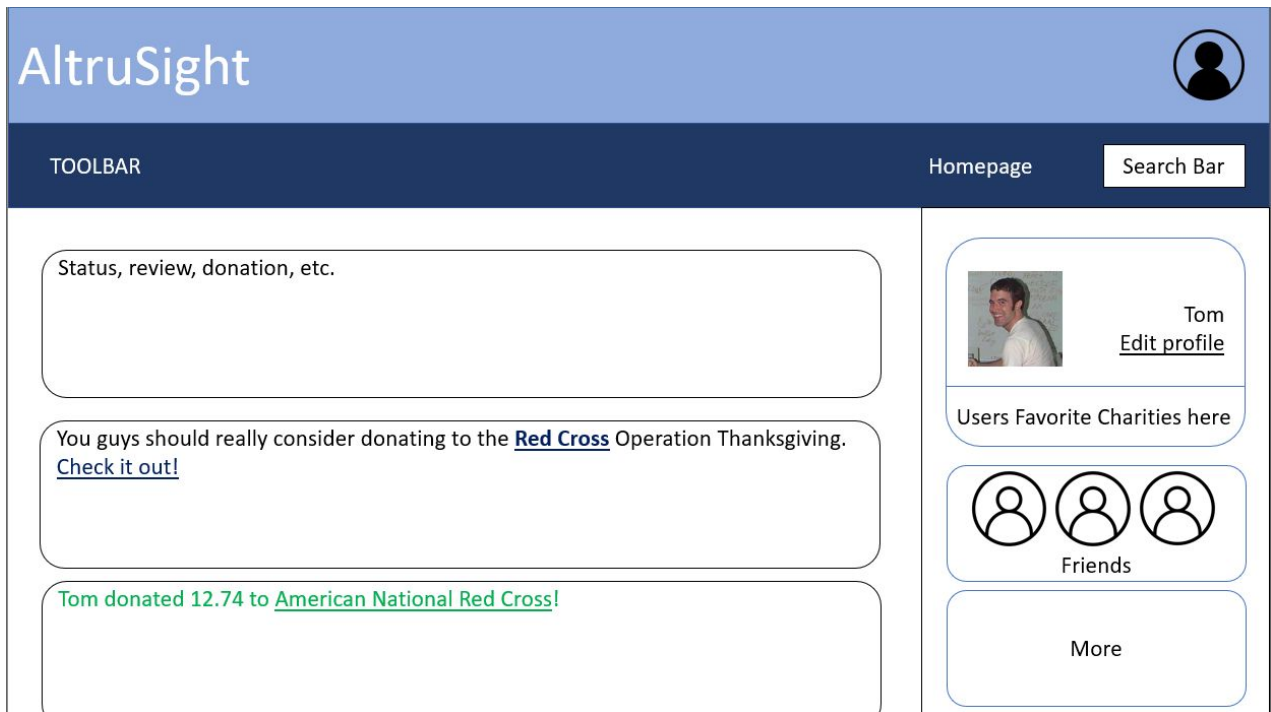 AltruSight
TOOLBAR
Homepage
Search Bar
Status, review, donation, etc.
You guys should really consider donating to the Red Cross Operation Thanksgiving.
Check it out!
Tom donated 12.74 to American National Red Cross!
Tom
Edit profile
Users Favorite Charities here
Friends
More